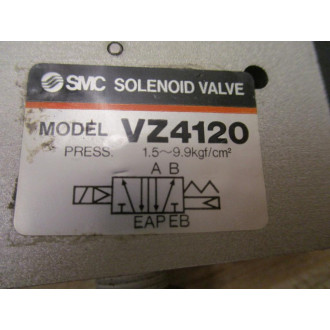 SMC SOLENOID VALVE
MODEL VZ4120
PRESS. 1.5~9.9kgf/cm²
A B
EAPEB